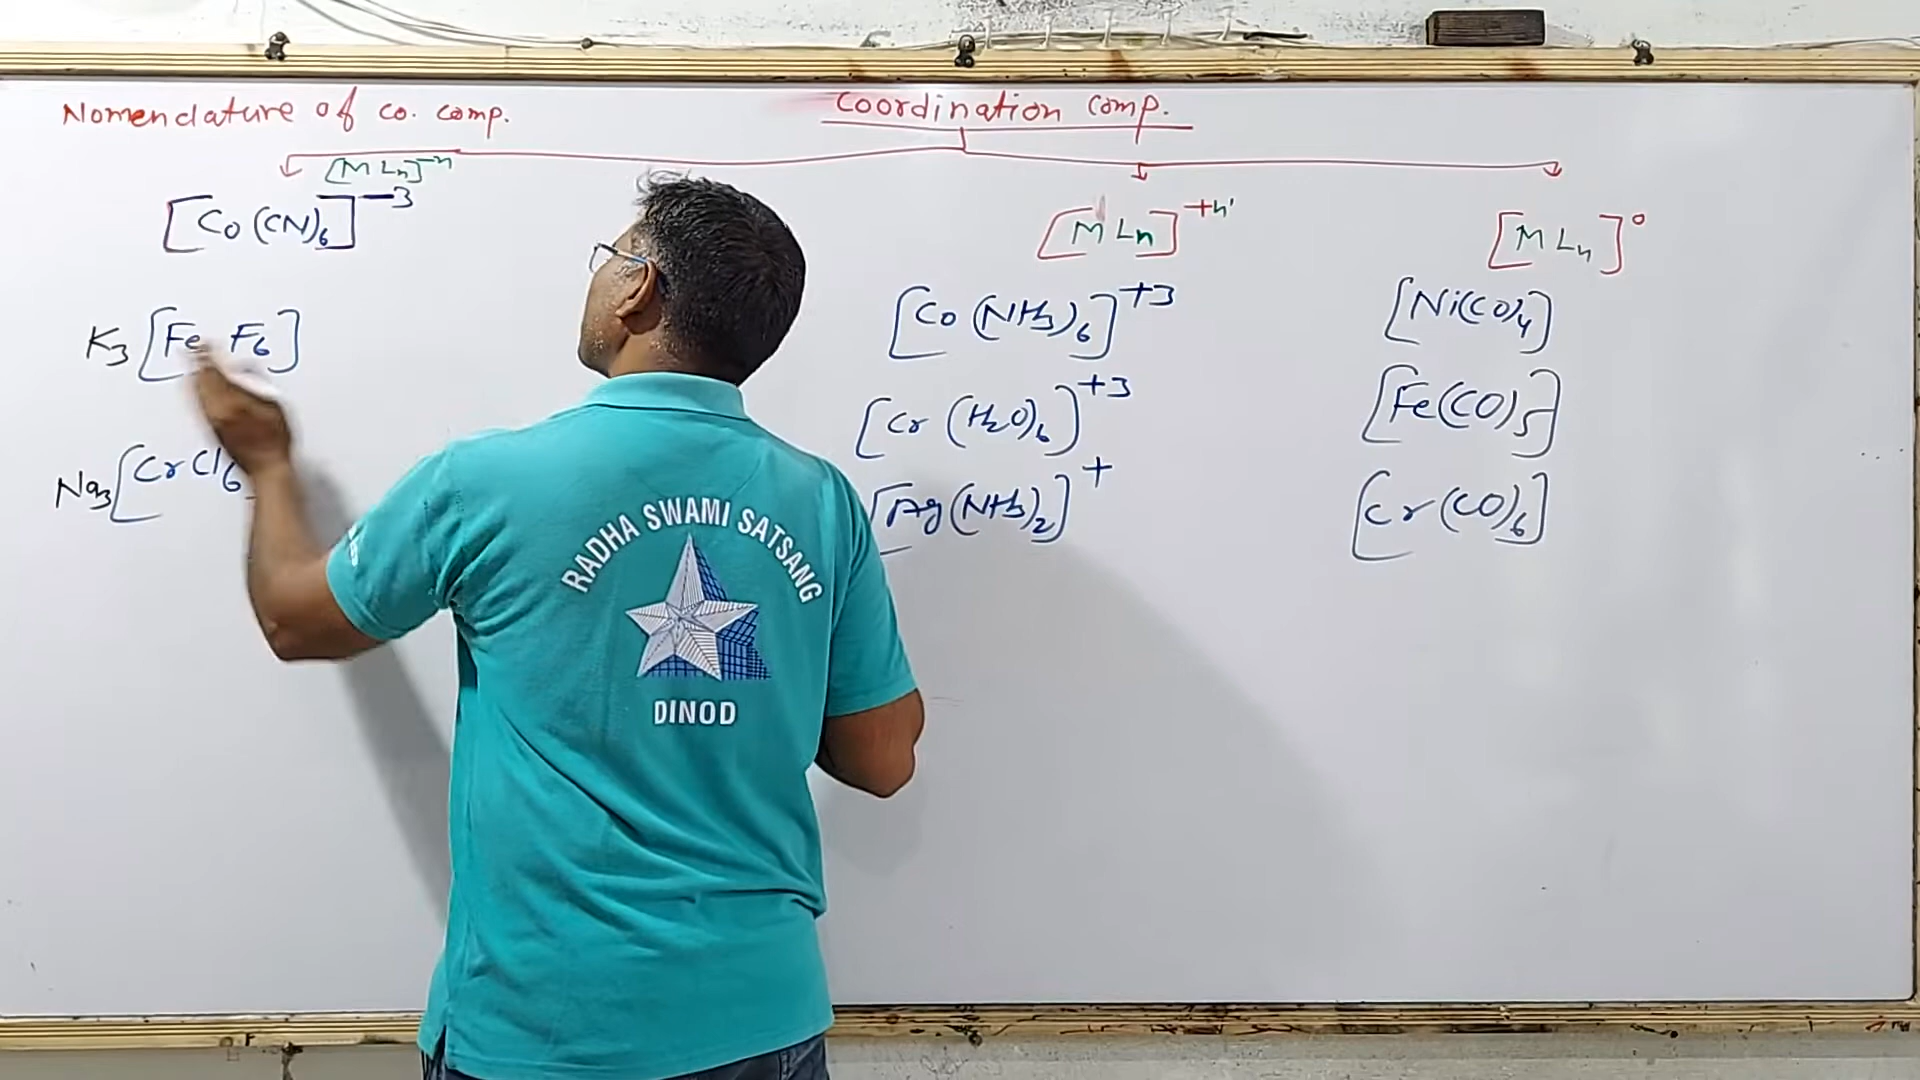 Nomenclature of co. comp.
Coordination comp.
[M Ln]⁻ⁿ
[Co(CN)₆]⁻³
K₃[Fe F₆]
Na₃[CrCl₆
[M Ln]⁺ⁿ'
[Co(NH₃)₆]⁺³
[Cr(H₂O)₆]⁺³
[Ag(NH₃)₂]⁺
[M Ln]⁰
[Ni(CO)₄]
[Fe(CO)₅]
[Cr(CO)₆]
RADHA SWAMI SATSANG
DINOD